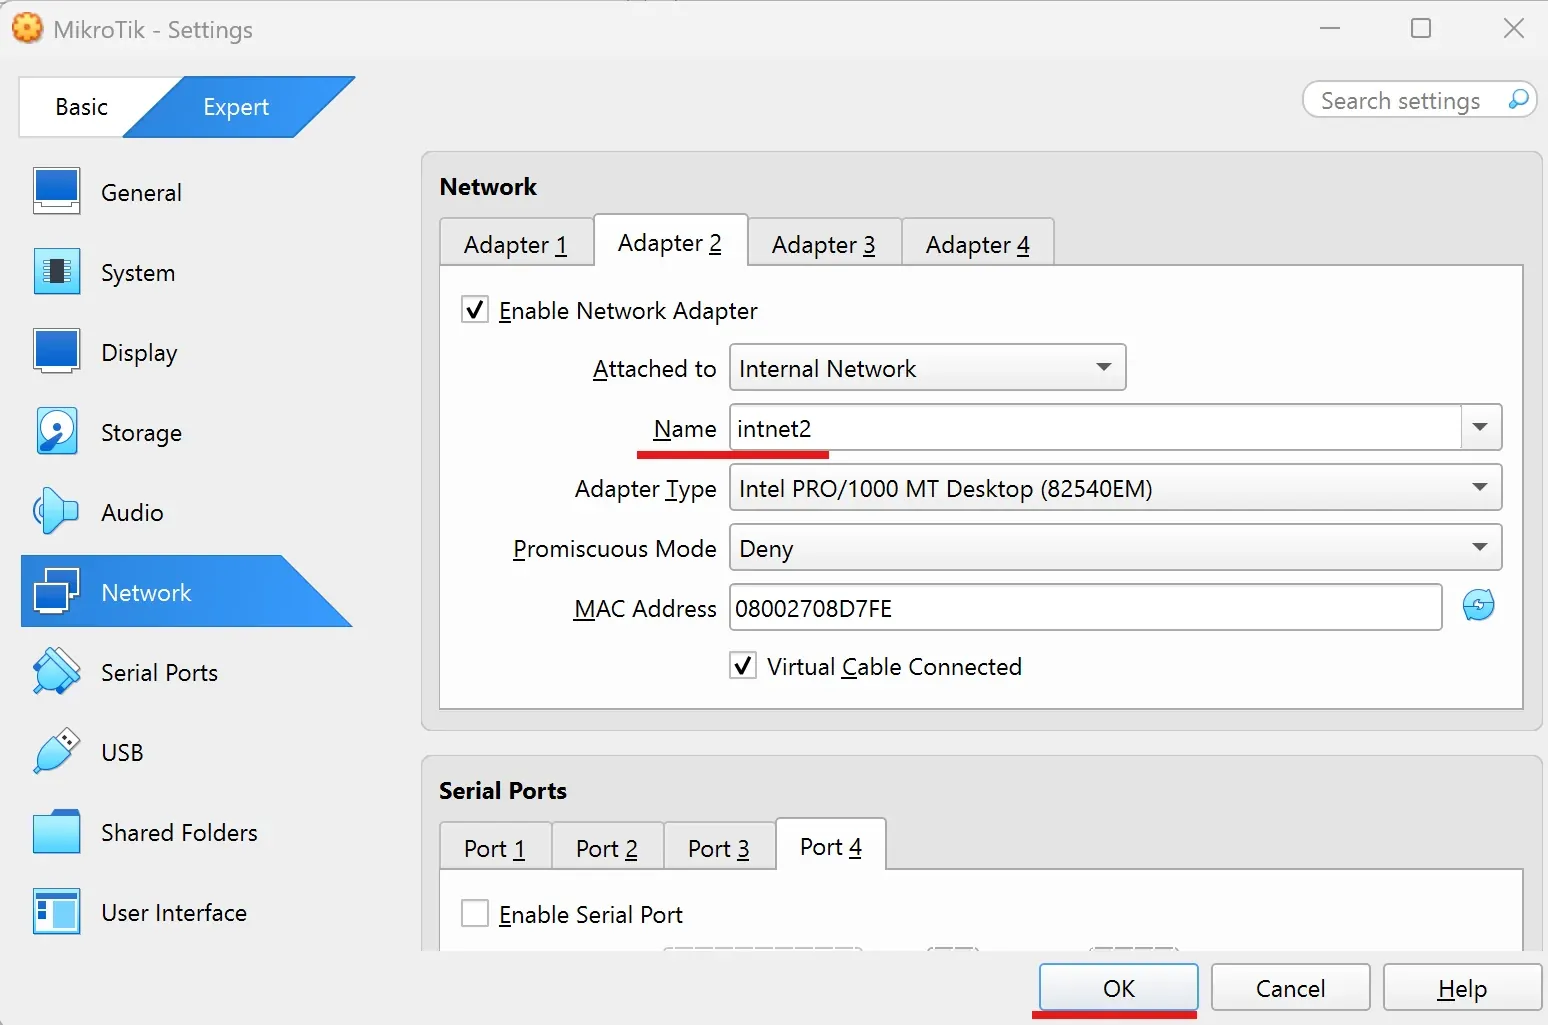 MikroTik - Settings
Basic
Expert
Search settings
General
System
Display
Storage
Audio
Network
Serial Ports
USB
Shared Folders
User Interface
Network
Adapter 1
Adapter 2
Adapter 3
Adapter 4
Enable Network Adapter
Attached to
Internal Network
Name
intnet2
Adapter Type
Intel PRO/1000 MT Desktop (82540EM)
Promiscuous Mode
Deny
MAC Address
08002708D7FE
Virtual Cable Connected
Serial Ports
Port 1
Port 2
Port 3
Port 4
Enable Serial Port
OK
Cancel
Help